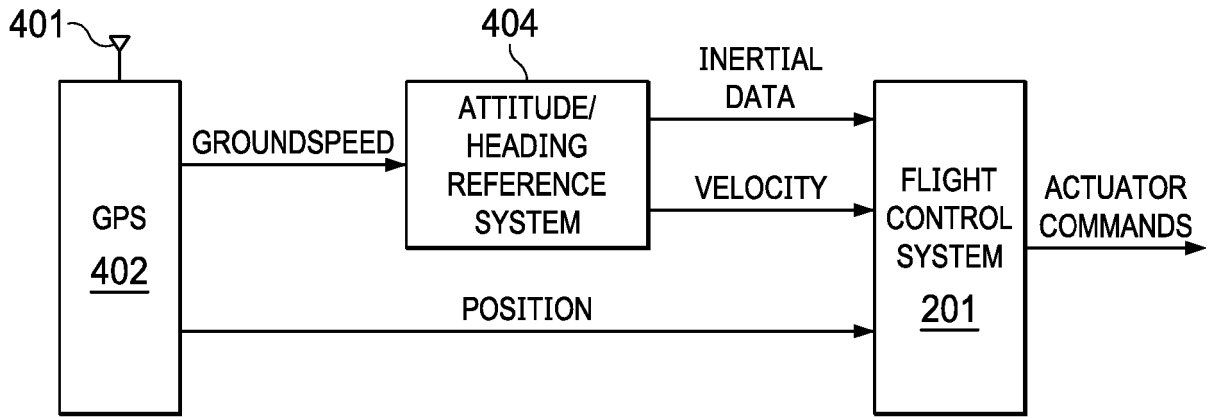 401
404
INERTIAL
DATA
ATTITUDE/
HEADING
REFERENCE
SYSTEM
GROUNDSPEED
VELOCITY
GPS
402
FLIGHT
CONTROL
SYSTEM
201
ACTUATOR
COMMANDS
POSITION